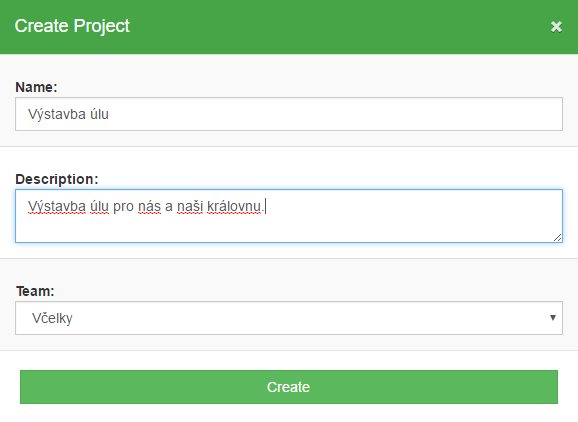 Create Project
Name:
Výstavba úlu
Description:
Výstavba úlu pro nás a naši královnu.
Team:
Včelky
Create